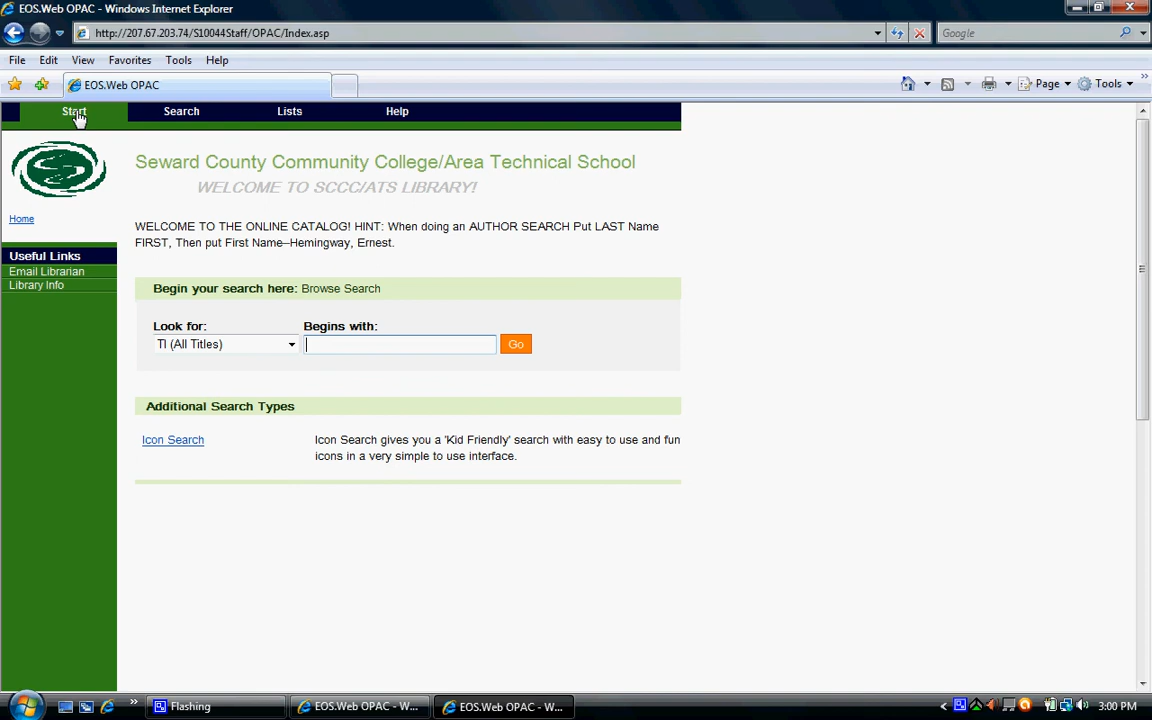 EOS.Web OPAC - Windows Internet Explorer
http://207.67.203.74/S10044Staff/OPAC/Index.asp
Google
File Edit View Favorites Tools Help
EOS.Web OPAC
Page Tools
Start Search Lists Help
Seward County Community College/Area Technical School
WELCOME TO SCCC/ATS LIBRARY!
Home
WELCOME TO THE ONLINE CATALOG! HINT: When doing an AUTHOR SEARCH Put LAST Name
FIRST, Then put First Name--Hemingway, Ernest.
Useful Links
Email Librarian
Library Info
Begin your search here: Browse Search
Look for: Begins with:
TI (All Titles) Go
Additional Search Types
Icon Search Icon Search gives you a 'Kid Friendly' search with easy to use and fun
icons in a very simple to use interface.
Flashing EOS.Web OPAC - W... EOS.Web OPAC - W... 3:00 PM